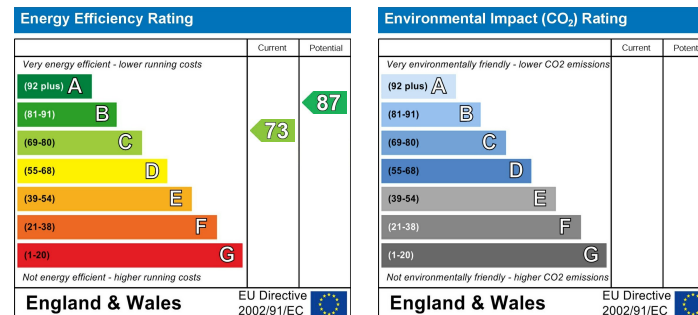 Energy Efficiency Rating
Current Potential
Very energy efficient - lower running costs
(92 plus) A
(81-91) B
(69-80) C
(55-68) D
(39-54) E
(21-38) F
(1-20) G
87
73
Not energy efficient - higher running costs
England & Wales
EU Directive
2002/91/EC
Environmental Impact (CO₂) Rating
Current Potent
Very environmentally friendly - lower CO2 emissions
(92 plus) A
(81-91) B
(69-80) C
(55-68) D
(39-54) E
(21-38) F
(1-20) G
Not environmentally friendly - higher CO2 emissions
England & Wales
EU Directive
2002/91/EC